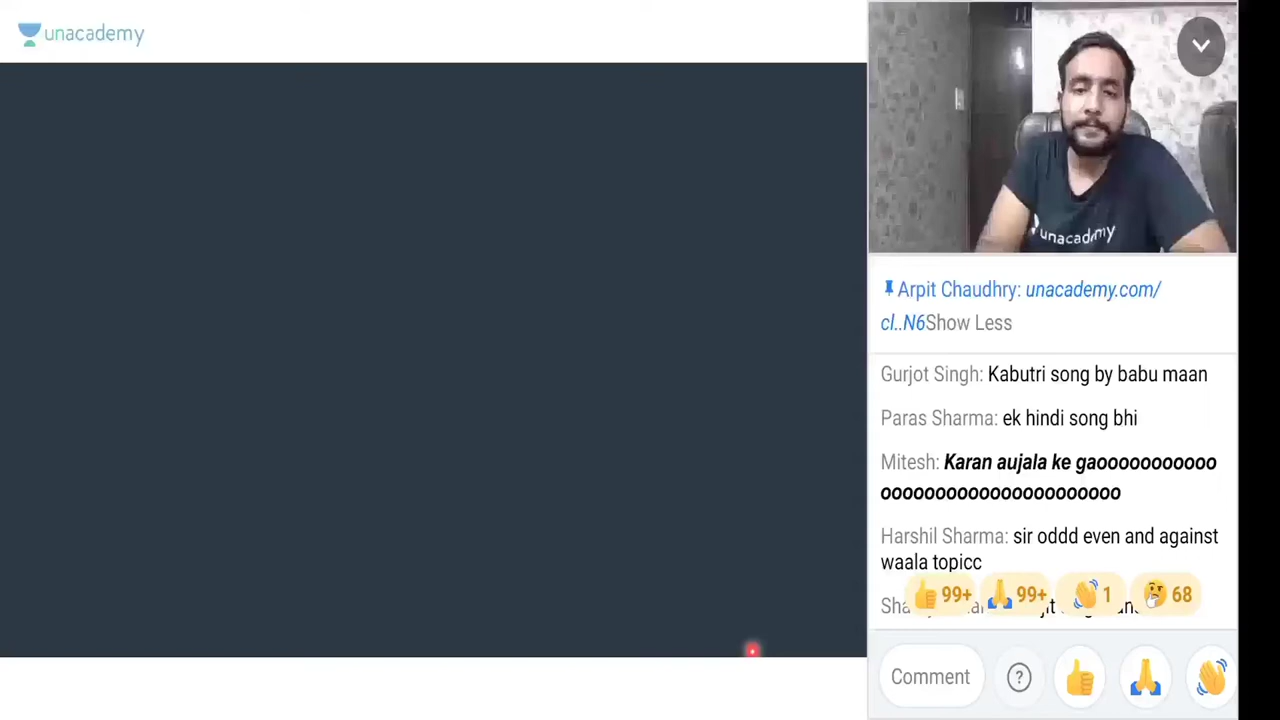 unacademy
unacademy
Arpit Chaudhry: unacademy.com/
cl..N6Show Less
Gurjot Singh: Kabutri song by babu maan
Paras Sharma: ek hindi song bhi
Mitesh: Karan aujala ke gaooooooooooo
oooooooooooooooooooooo
Harshil Sharma: sir oddd even and against
waala topicc
99+ 99+ 1 68
Comment ?